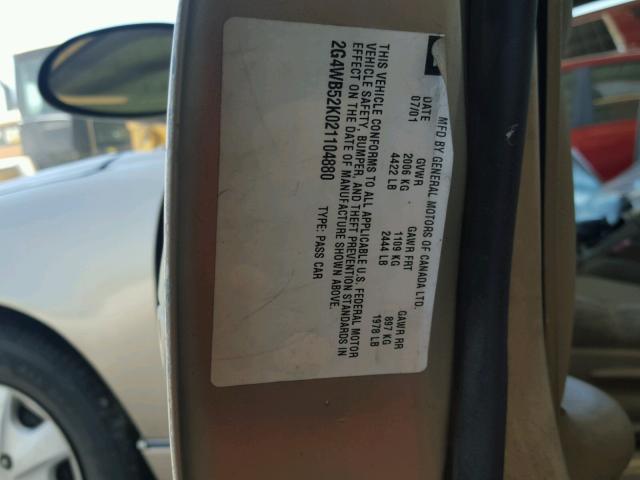 MFD BY GENERAL MOTORS OF CANADA LTD.
DATE GVWR GAWR FRT GAWR RR
07/01 2006 KG 1109 KG 897 KG
4422 LB 2444 LB 1978 LB
THIS VEHICLE CONFORMS TO ALL APPLICABLE U.S. FEDERAL MOTOR
VEHICLE SAFETY, BUMPER, AND THEFT PREVENTION STANDARDS IN
EFFECT ON THE DATE OF MANUFACTURE SHOWN ABOVE.
2G4WB52K021104880 TYPE: PASS CAR